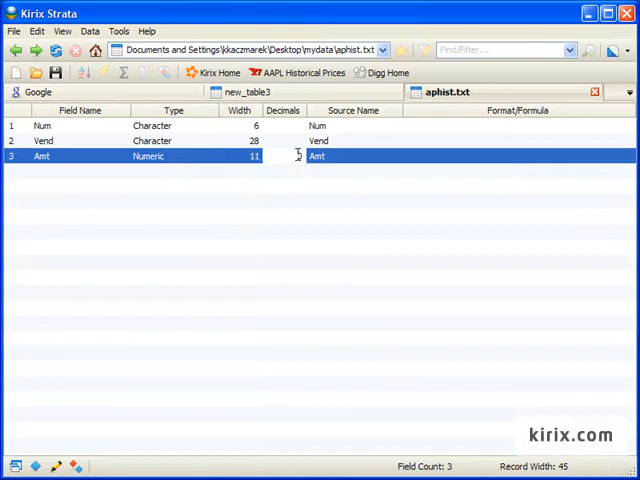 Kirix Strata
File Edit View Data Tools Help
Documents and Settings\kkaczmarek\Desktop\mydata\aphist.txt Find/Filter...
Kirix Home AAPL Historical Prices Digg Home
Google new_table3 aphist.txt
Field Name Type Width Decimals Source Name Format/Formula
1 Num Character 6 Num
2 Vend Character 28 Vend
3 Amt Numeric 11 Amt
kirix.com
Field Count: 3 Record Width: 45